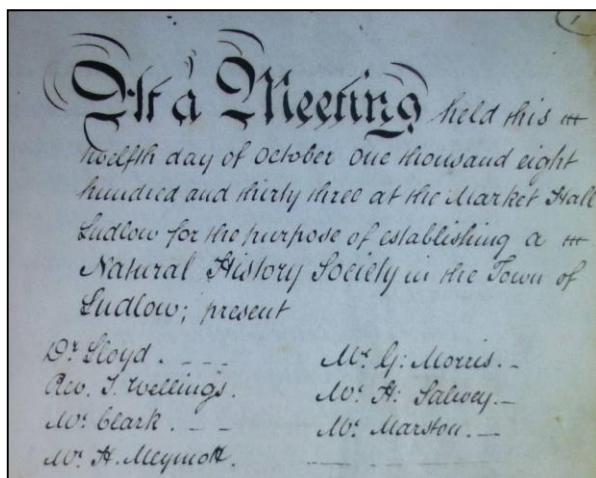 1
At a Meeting held this
twelfth day of October one thousand eight
hundred and thirty three at the Market Hall
Ludlow for the purpose of establishing a
Natural History Society in the Town of
Ludlow; present
Dr Lloyd. - - -
Revd. J. Wellings.
Mr Clark. - -
Mr H. Meymott.
Mr G. Morris. -
Mr H: Salwey. -
Mr Marston. -